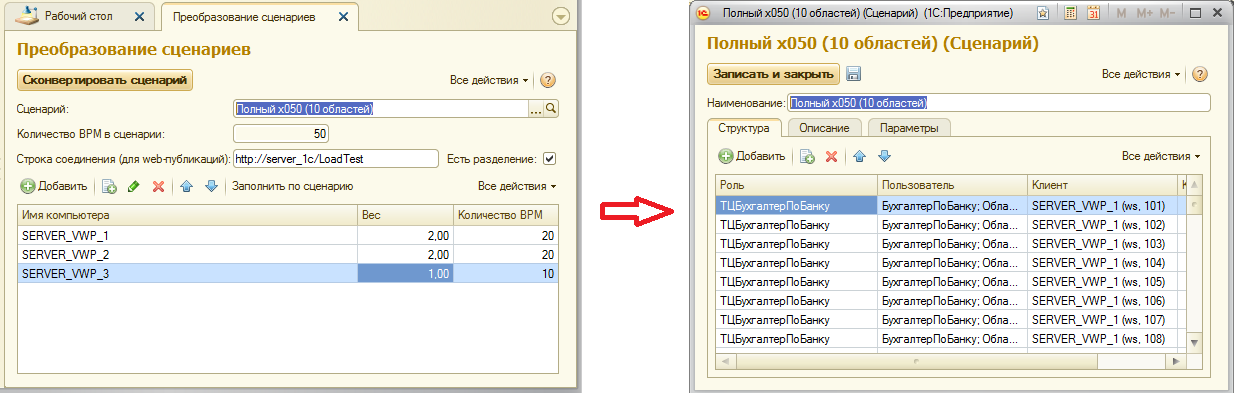 Рабочий стол
Преобразование сценариев
Преобразование сценариев
Сконвертировать сценарий
Все действия
Сценарий:
Полный x050 (10 областей)
Количество ВРМ в сценарии:
50
Строка соединения (для web-публикаций):
http://server_1c/LoadTest
Есть разделение:
Добавить
Заполнить по сценарию
Все действия
Имя компьютера Вес Количество ВРМ
SERVER_VWP_1 2,00 20
SERVER_VWP_2 2,00 20
SERVER_VWP_3 1,00 10
Полный x050 (10 областей) (Сценарий) (1С:Предприятие)
M M+ M-
Полный x050 (10 областей) (Сценарий)
Записать и закрыть
Все действия
Наименование:
Полный x050 (10 областей)
Структура Описание Параметры
Добавить
Все действия
Роль Пользователь Клиент К
ТЦБухгалтерПоБанку БухгалтерПоБанку; Обла... SERVER_VWP_1 (ws, 101)
ТЦБухгалтерПоБанку БухгалтерПоБанку; Обла... SERVER_VWP_1 (ws, 102)
ТЦБухгалтерПоБанку БухгалтерПоБанку; Обла... SERVER_VWP_1 (ws, 103)
ТЦБухгалтерПоБанку БухгалтерПоБанку; Обла... SERVER_VWP_1 (ws, 104)
ТЦБухгалтерПоБанку БухгалтерПоБанку; Обла... SERVER_VWP_1 (ws, 105)
ТЦБухгалтерПоБанку БухгалтерПоБанку; Обла... SERVER_VWP_1 (ws, 106)
ТЦБухгалтерПоБанку БухгалтерПоБанку; Обла... SERVER_VWP_1 (ws, 107)
ТЦБухгалтерПоБанку БухгалтерПоБанку; Обла... SERVER_VWP_1 (ws, 108)